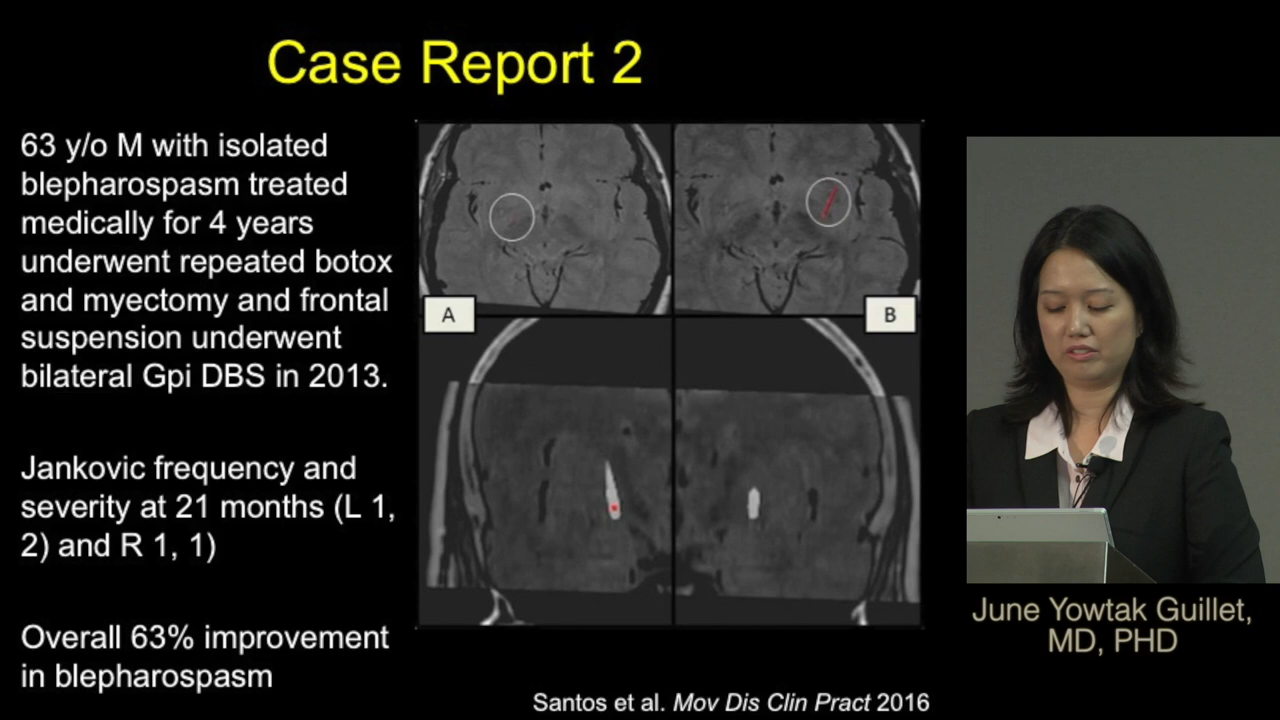 Case Report 2
63 y/o M with isolated
blepharospasm treated
medically for 4 years
underwent repeated botox
and myectomy and frontal
suspension underwent
bilateral Gpi DBS in 2013.
Jankovic frequency and
severity at 21 months (L 1,
2) and R 1, 1)
Overall 63% improvement
in blepharospasm
A
B
Santos et al. Mov Dis Clin Pract 2016
June Yowtak Guillet,
MD, PHD